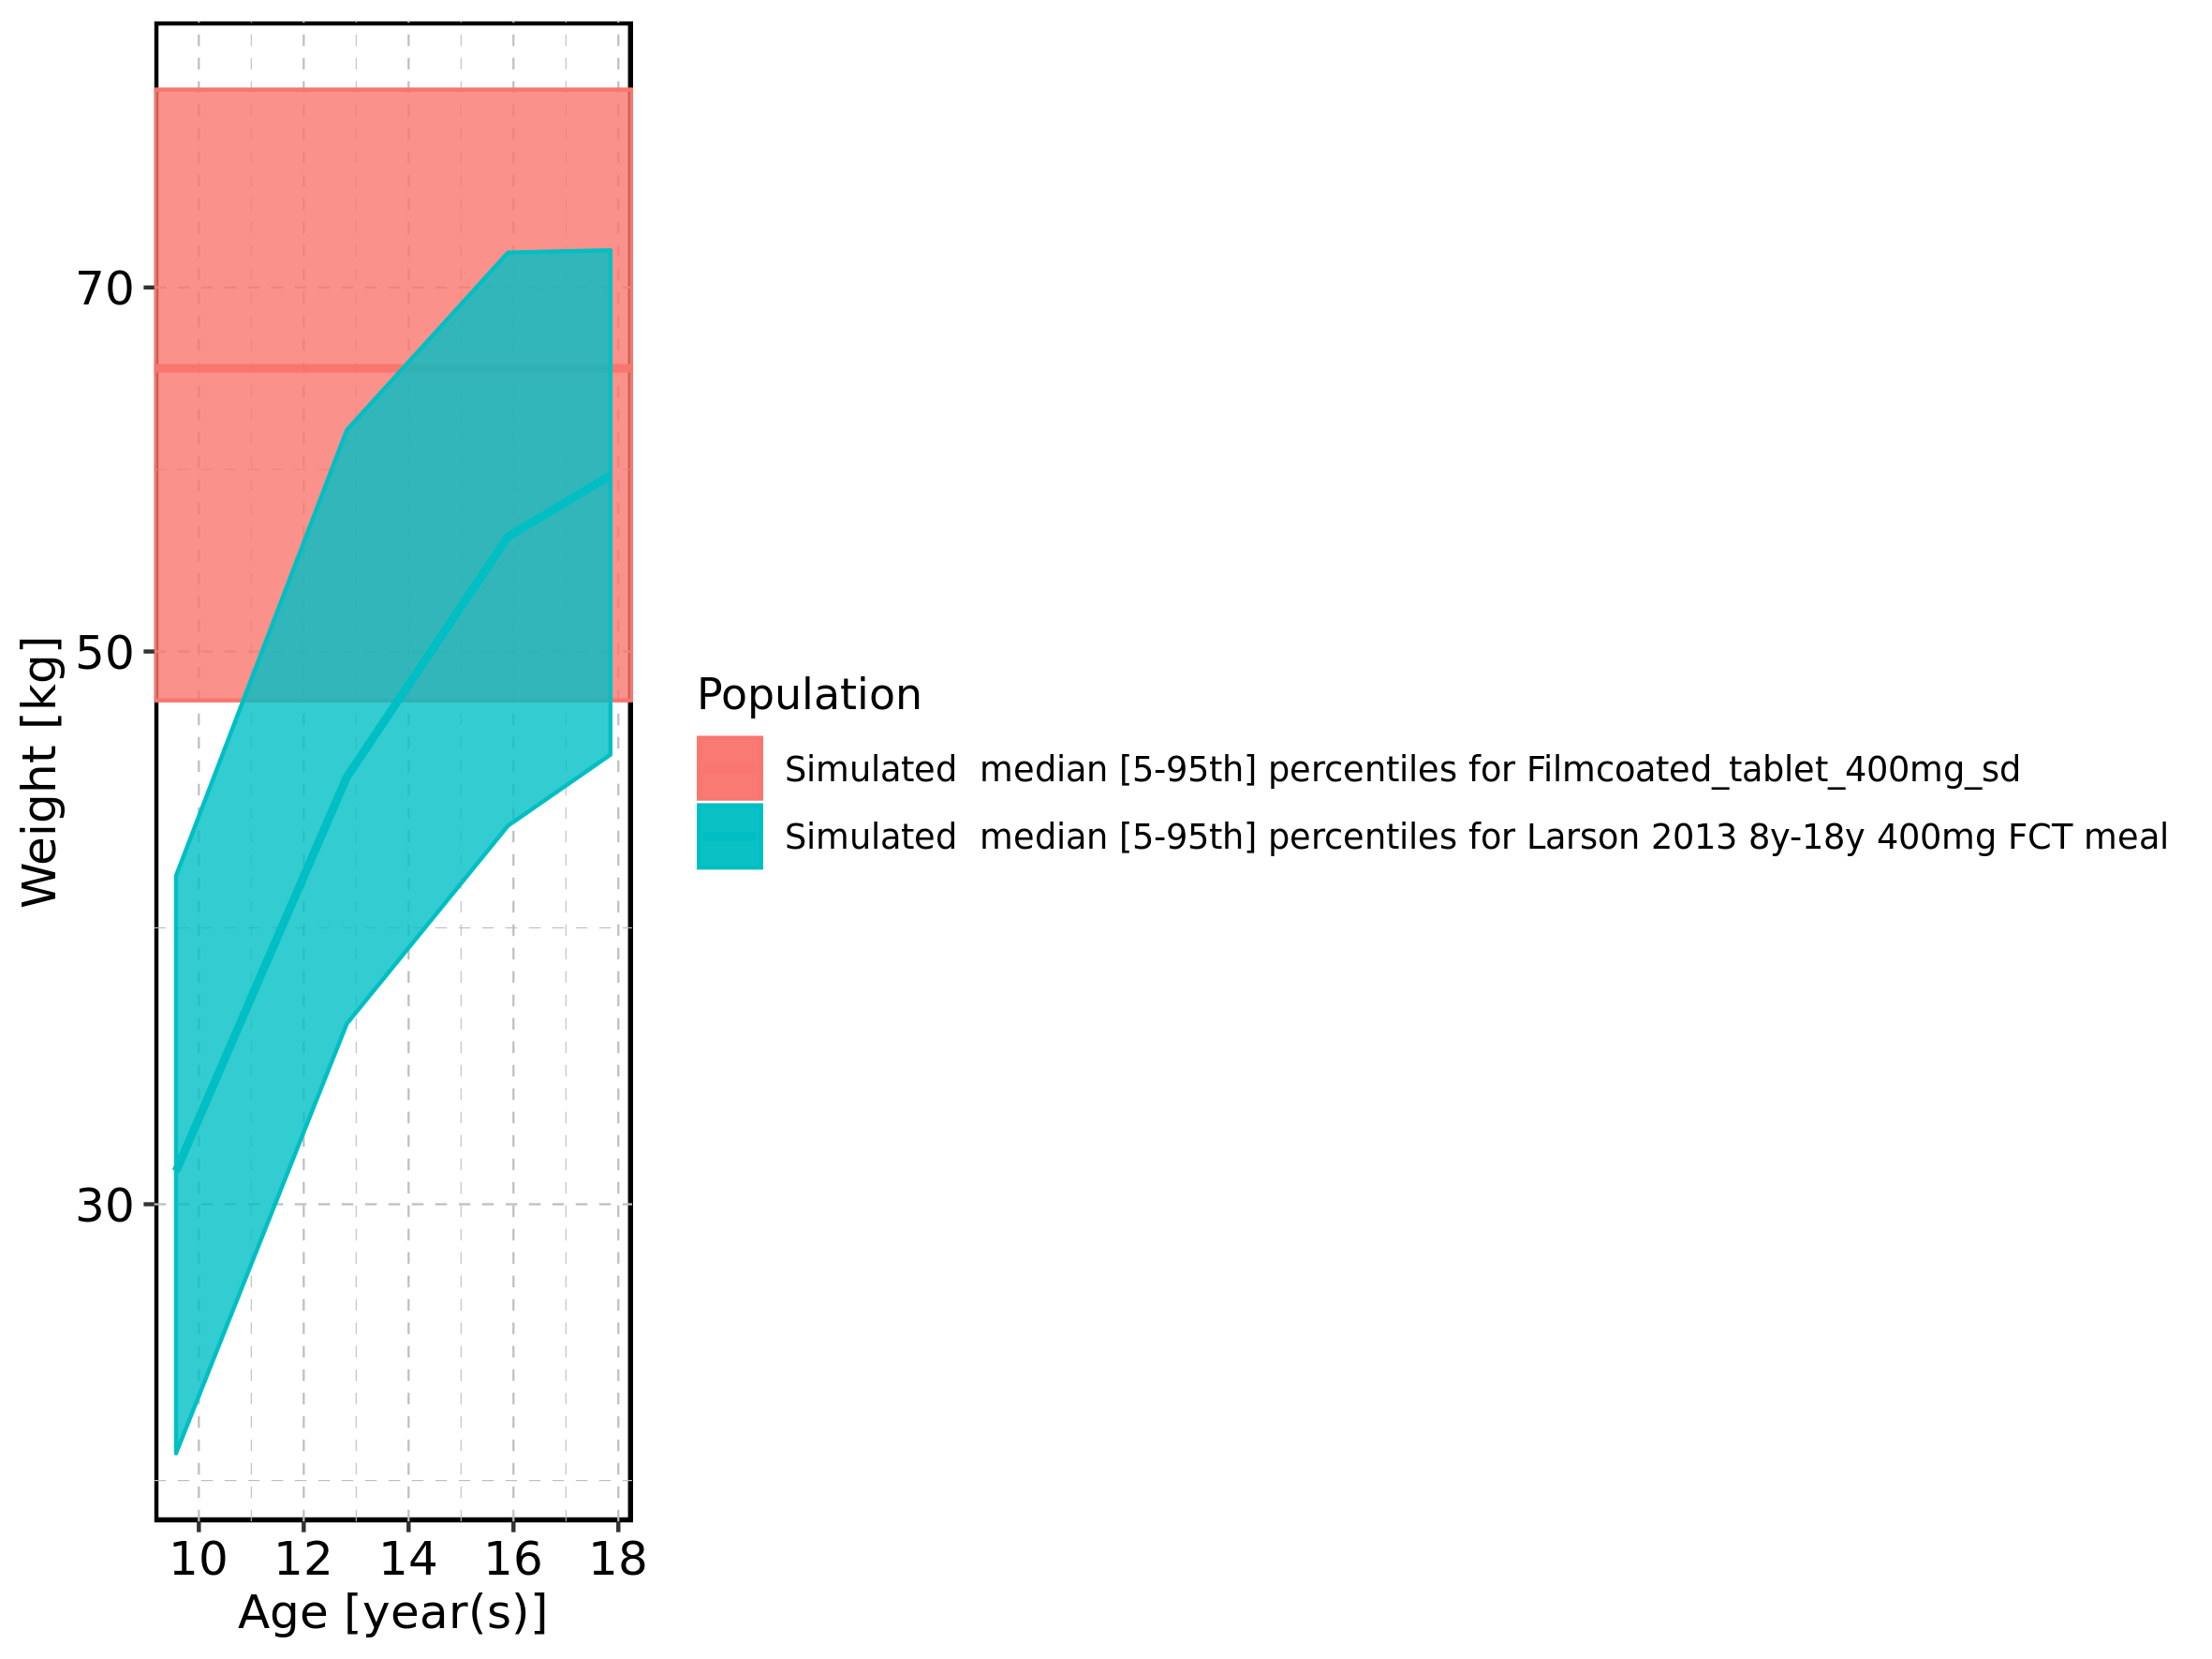 70
50
30
Weight [kg]
10 12 14 16 18
Age [year(s)]
Population
Simulated  median [5-95th] percentiles for Filmcoated_tablet_400mg_sd
Simulated  median [5-95th] percentiles for Larson 2013 8y-18y 400mg FCT meal